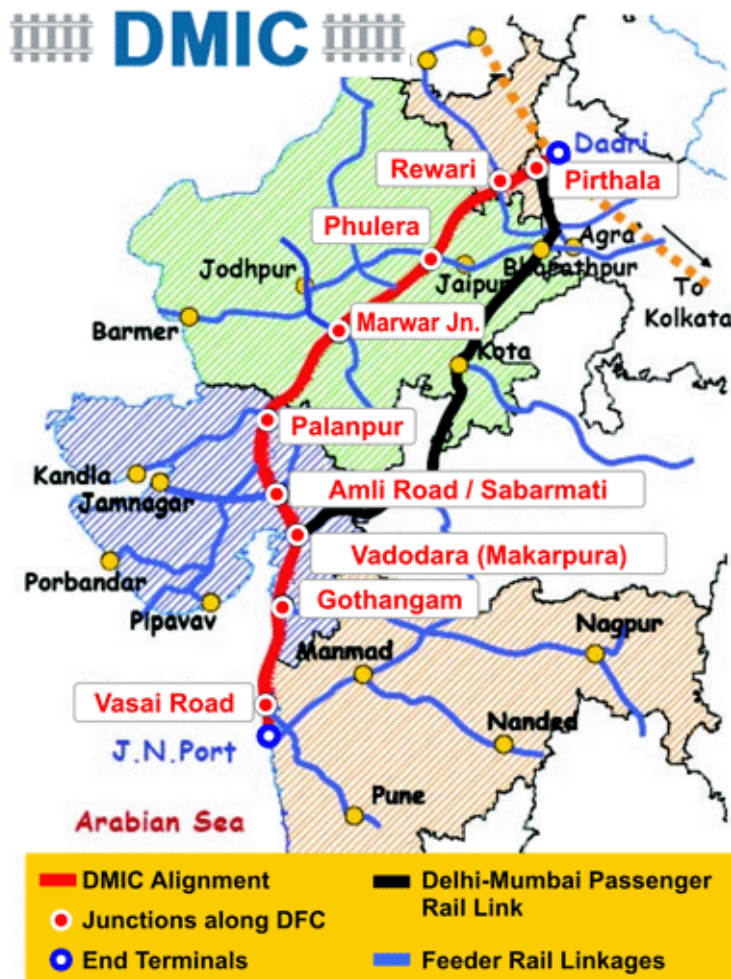 DMIC
Dadri
Rewari
Pirthala
Phulera
Agra
Jodhpur
Jaipur
Bharathpur
To
Kolkata
Barmer
Marwar Jn.
Kota
Palanpur
Kandla
Jamnagar
Amli Road / Sabarmati
Vadodara (Makarpura)
Porbandar
Pipavav
Gothangam
Nagpur
Manmad
Vasai Road
Nanded
J.N.Port
Pune
Arabian Sea
DMIC Alignment
Delhi-Mumbai Passenger
Rail Link
Junctions along DFC
End Terminals
Feeder Rail Linkages